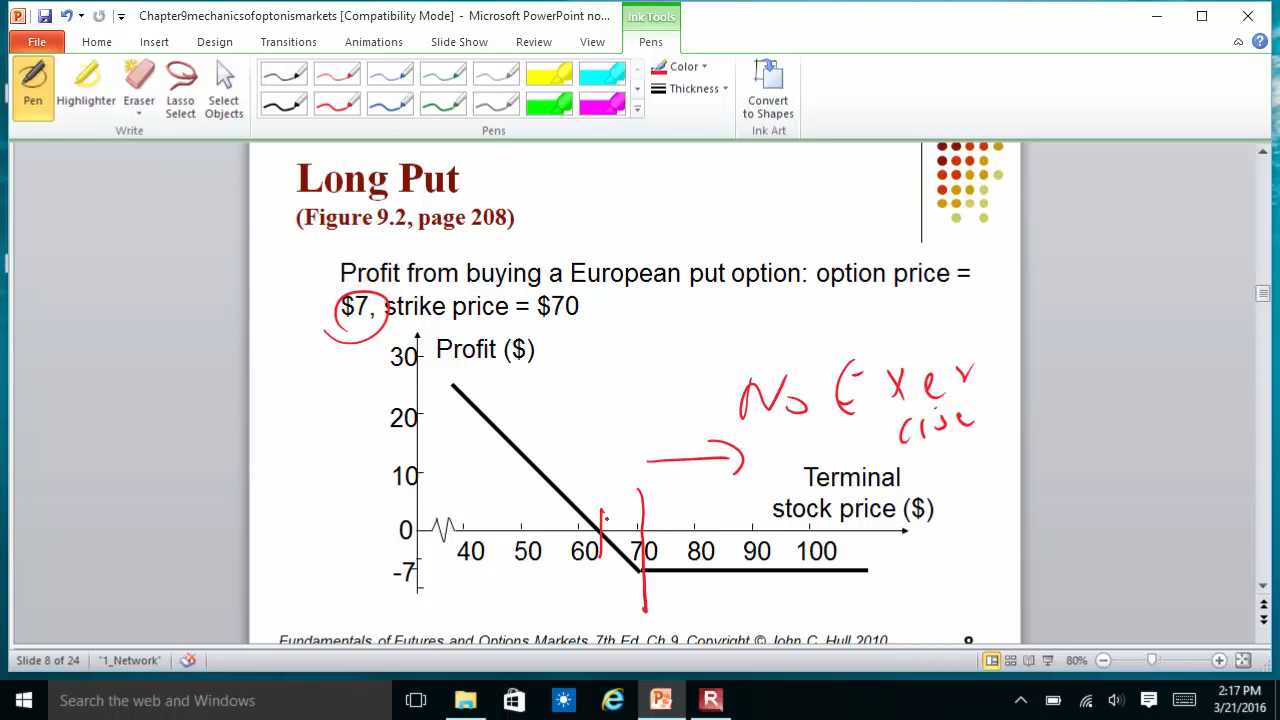 Chapter9mechanicsofoptonismarkets [Compatibility Mode] - Microsoft PowerPoint no...
Ink Tools
File Home Insert Design Transitions Animations Slide Show Review View Pens
Pen Highlighter Eraser Lasso Select Select Objects
Color
Thickness
Convert to Shapes
Write Pens Ink Art
Long Put
(Figure 9.2, page 208)
Profit from buying a European put option: option price =
$7, strike price = $70
30 Profit ($)
No Exer
cise
20
10
Terminal
stock price ($)
0
40 50 60 70 80 90 100
-7
Fundamentals of Futures and Options Markets, 7th Ed, Ch 9, Copyright © John C. Hull 2010
8
Slide 8 of 24 "1_Network" 80%
Search the web and Windows
2:17 PM
3/21/2016